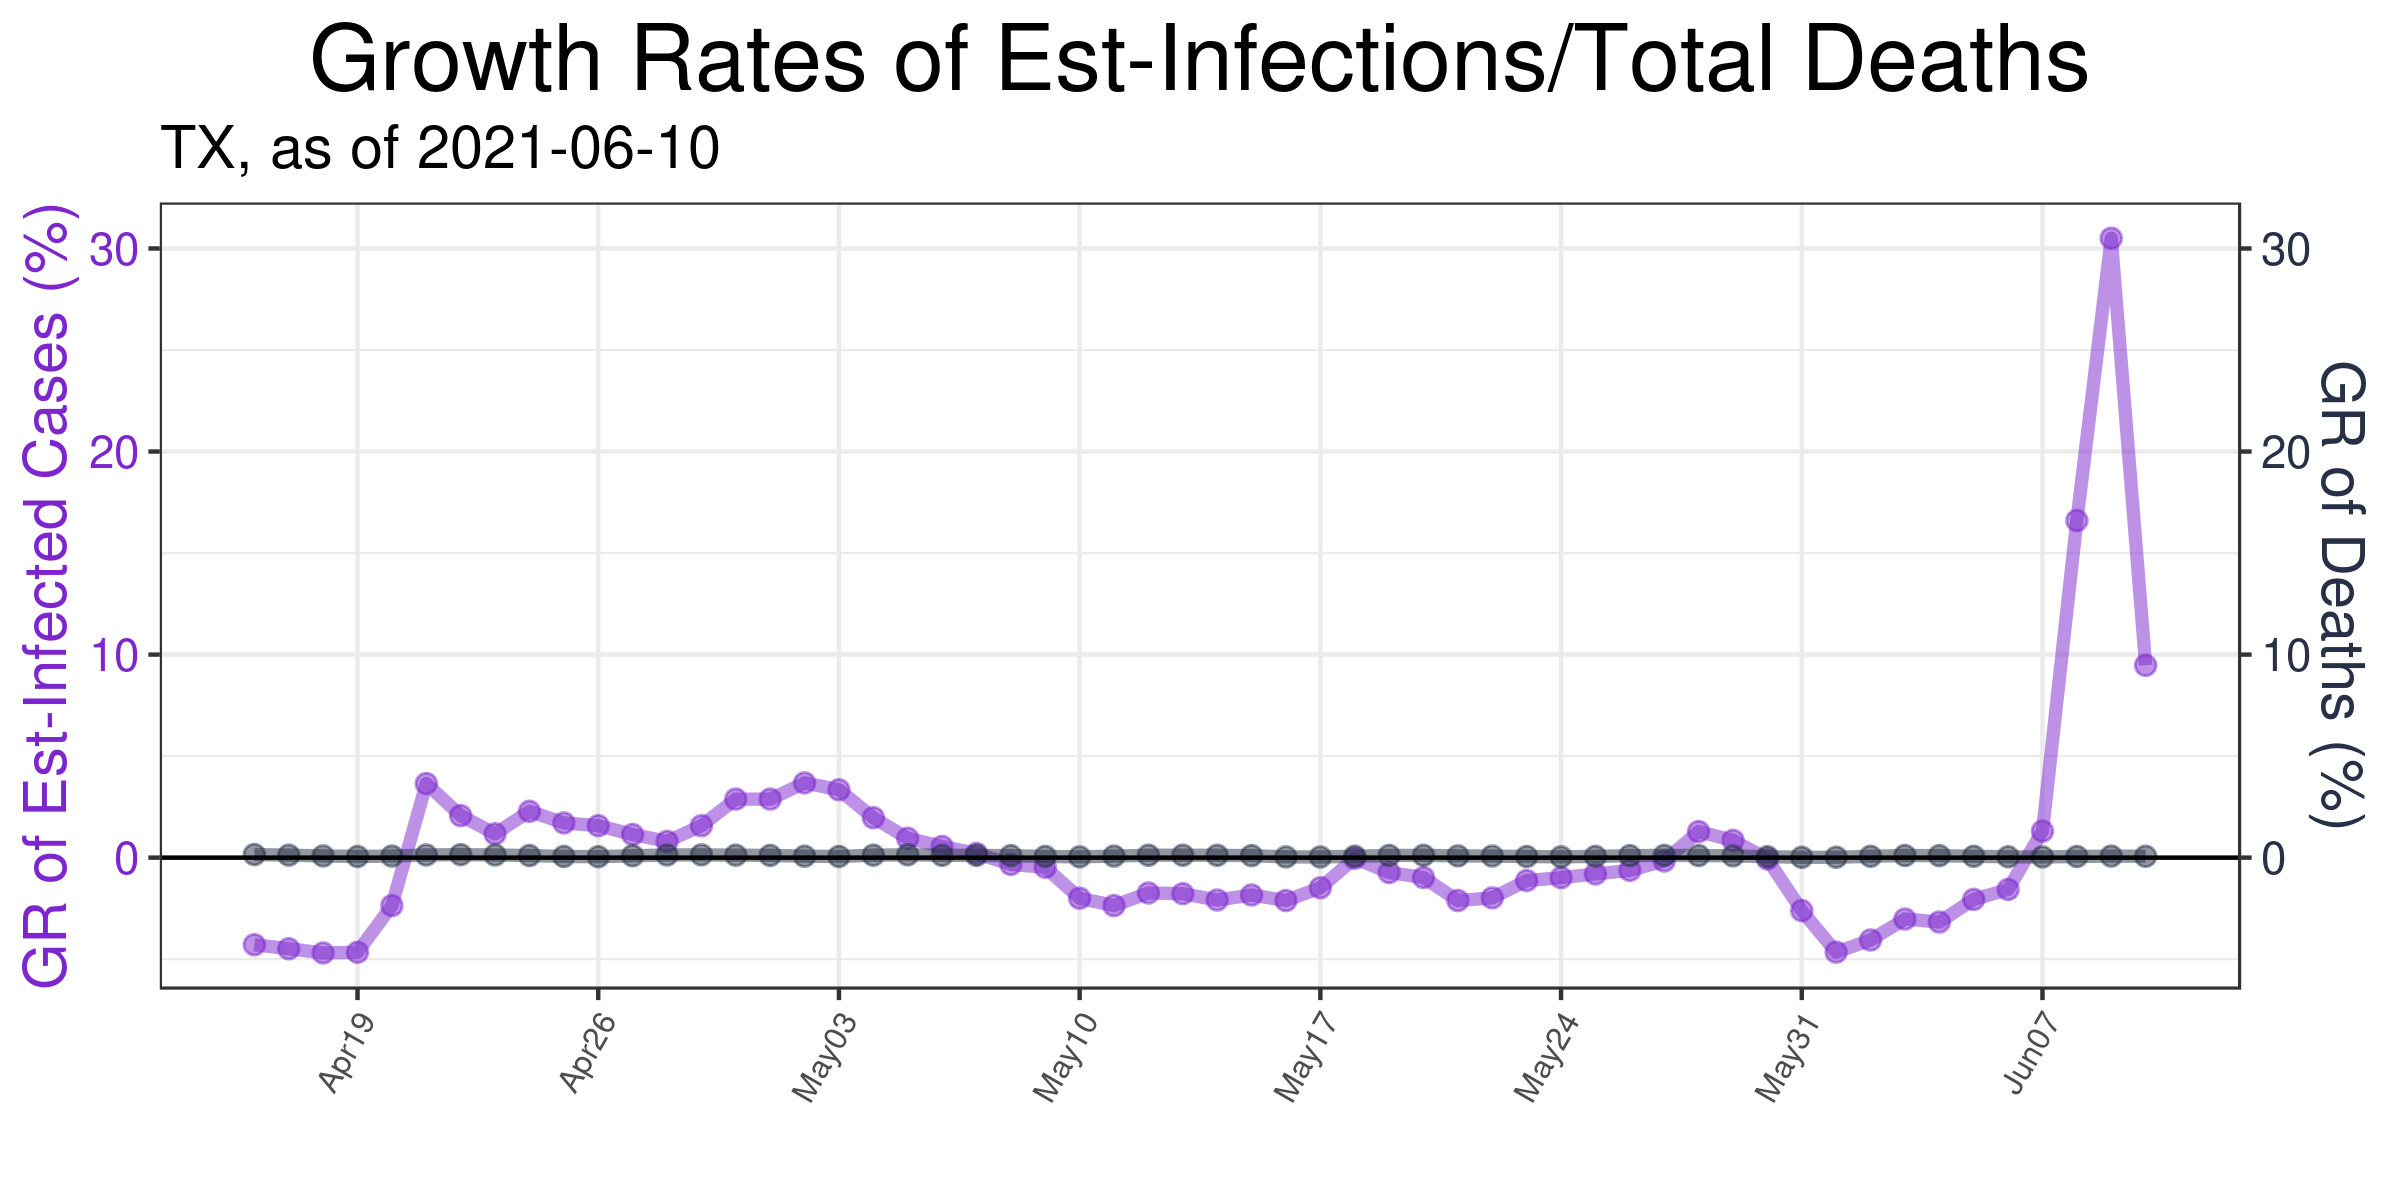 Growth Rates of Est-Infections/Total Deaths
TX, as of 2021-06-10
GR of Est-Infected Cases (%)
30
20
10
0
30
20
10
0
GR of Deaths (%)
Apr19
Apr26
May03
May10
May17
May24
May31
Jun07